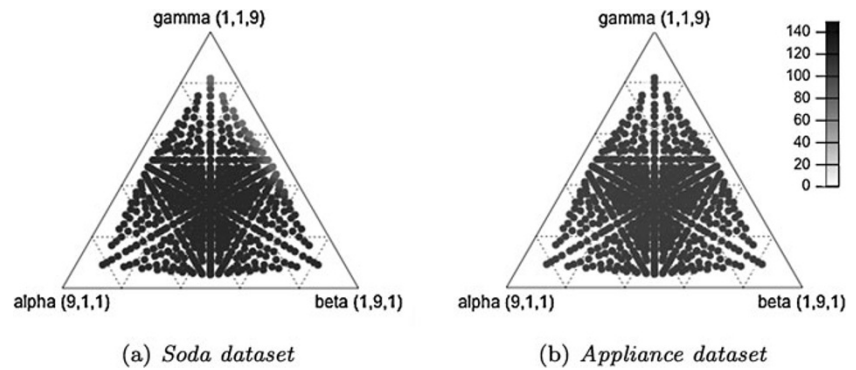 gamma (1,1,9)
gamma (1,1,9)
140
120
100
80
60
40
20
0
alpha (9,1,1)
beta (1,9,1)
alpha (9,1,1)
beta (1,9,1)
(a) Soda dataset
(b) Appliance dataset